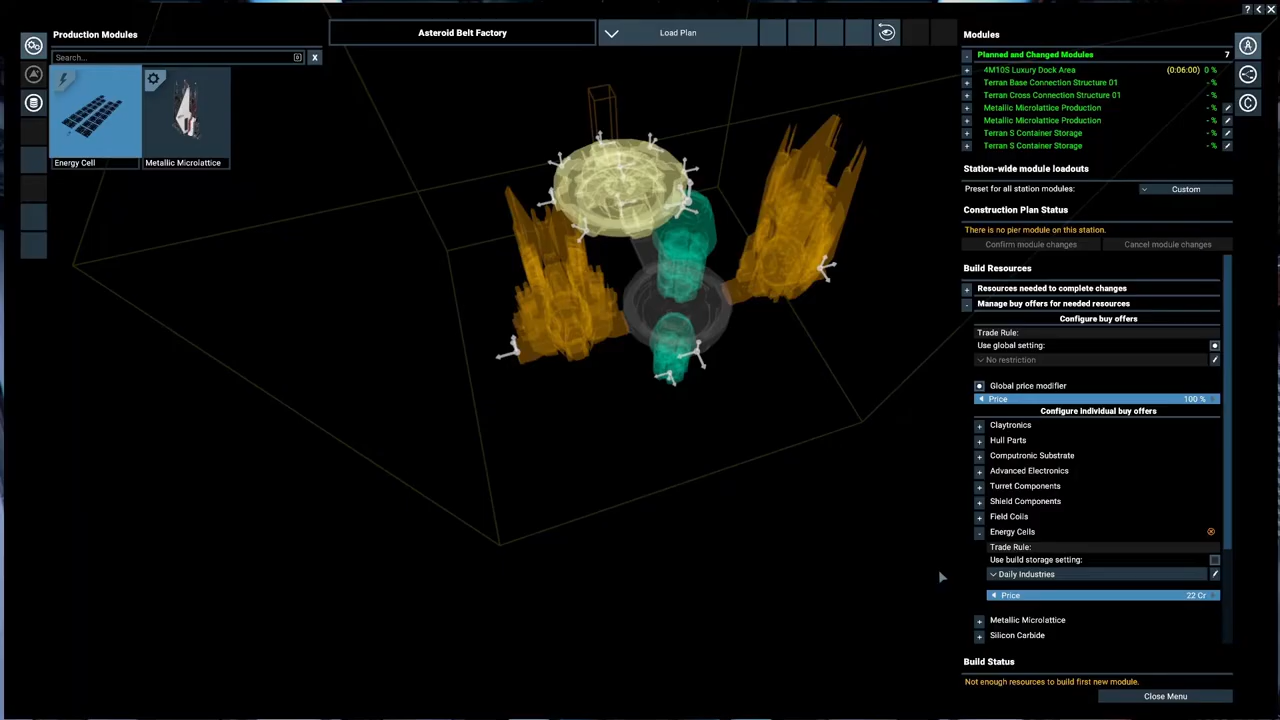 Production Modules
Search...
X
Energy Cell
Metallic Microlattice
Asteroid Belt Factory
Load Plan
? 
Modules
- Planned and Changed Modules 7
+ 4M10S Luxury Dock Area (0:06:00) 0 %
+ Terran Base Connection Structure 01 - %
+ Terran Cross Connection Structure 01 - %
+ Metallic Microlattice Production - %
+ Metallic Microlattice Production - %
+ Terran S Container Storage - %
+ Terran S Container Storage - %
Station-wide module loadouts
Preset for all station modules: Custom
Construction Plan Status
There is no pier module on this station.
Confirm module changes Cancel module changes
Build Resources
+ Resources needed to complete changes
- Manage buy offers for needed resources
Configure buy offers
Trade Rule:
Use global setting:
No restriction
Global price modifier
Price 100 %
Configure individual buy offers
+ Claytronics
+ Hull Parts
+ Computronic Substrate
+ Advanced Electronics
+ Turret Components
+ Shield Components
+ Field Coils
- Energy Cells
Trade Rule:
Use build storage setting:
Daily Industries
Price 22 Cr
+ Metallic Microlattice
+ Silicon Carbide
Build Status
Not enough resources to build first new module.
Close Menu